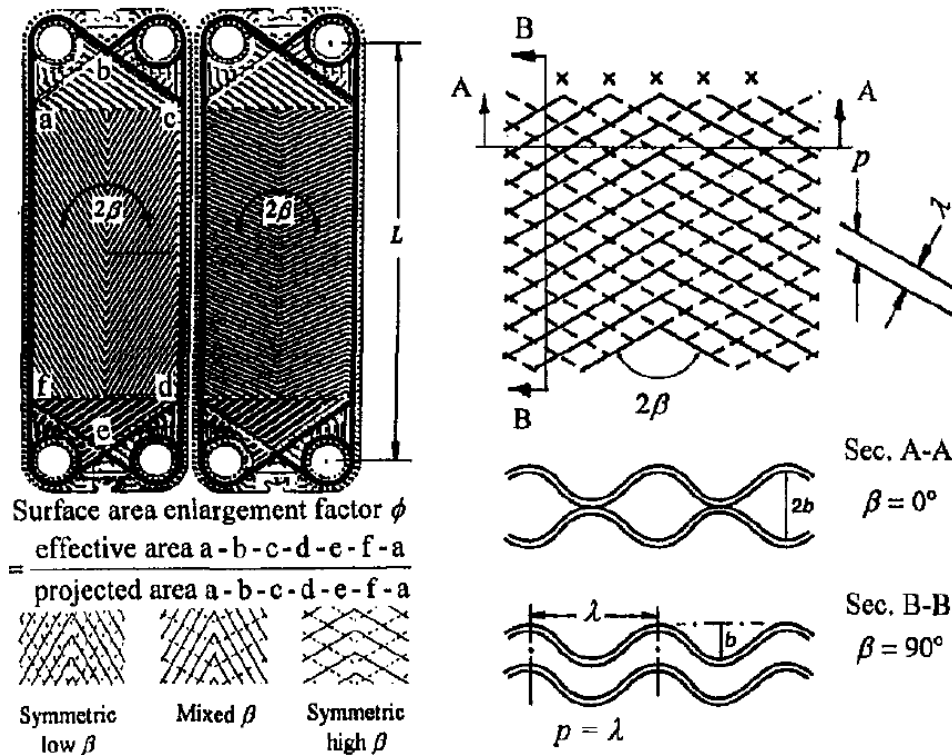 b
a
c
2β
2β
L
f
d
e
Surface area enlargement factor ϕ
= effective area a - b - c - d - e - f - a
projected area a - b - c - d - e - f - a
Symmetric
low β
Mixed β
Symmetric
high β
B
x x x x x
A
A
p
λ
B
2β
Sec. A-A
2b
β = 0°
Sec. B-B
λ
b
β = 90°
p = λ